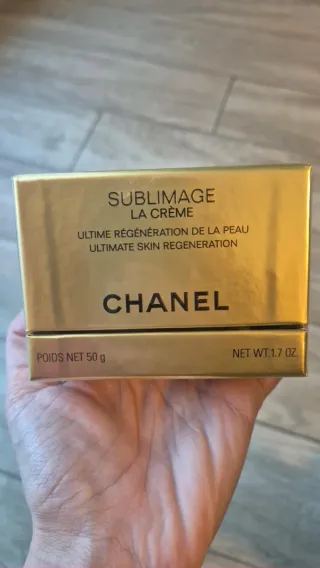 SUBLIMAGE
LA CRÈME
ULTIME RÉGÉNÉRATION DE LA PEAU
ULTIMATE SKIN REGENERATION
CHANEL
POIDS NET 50 g NET WT.1.7 OZ.